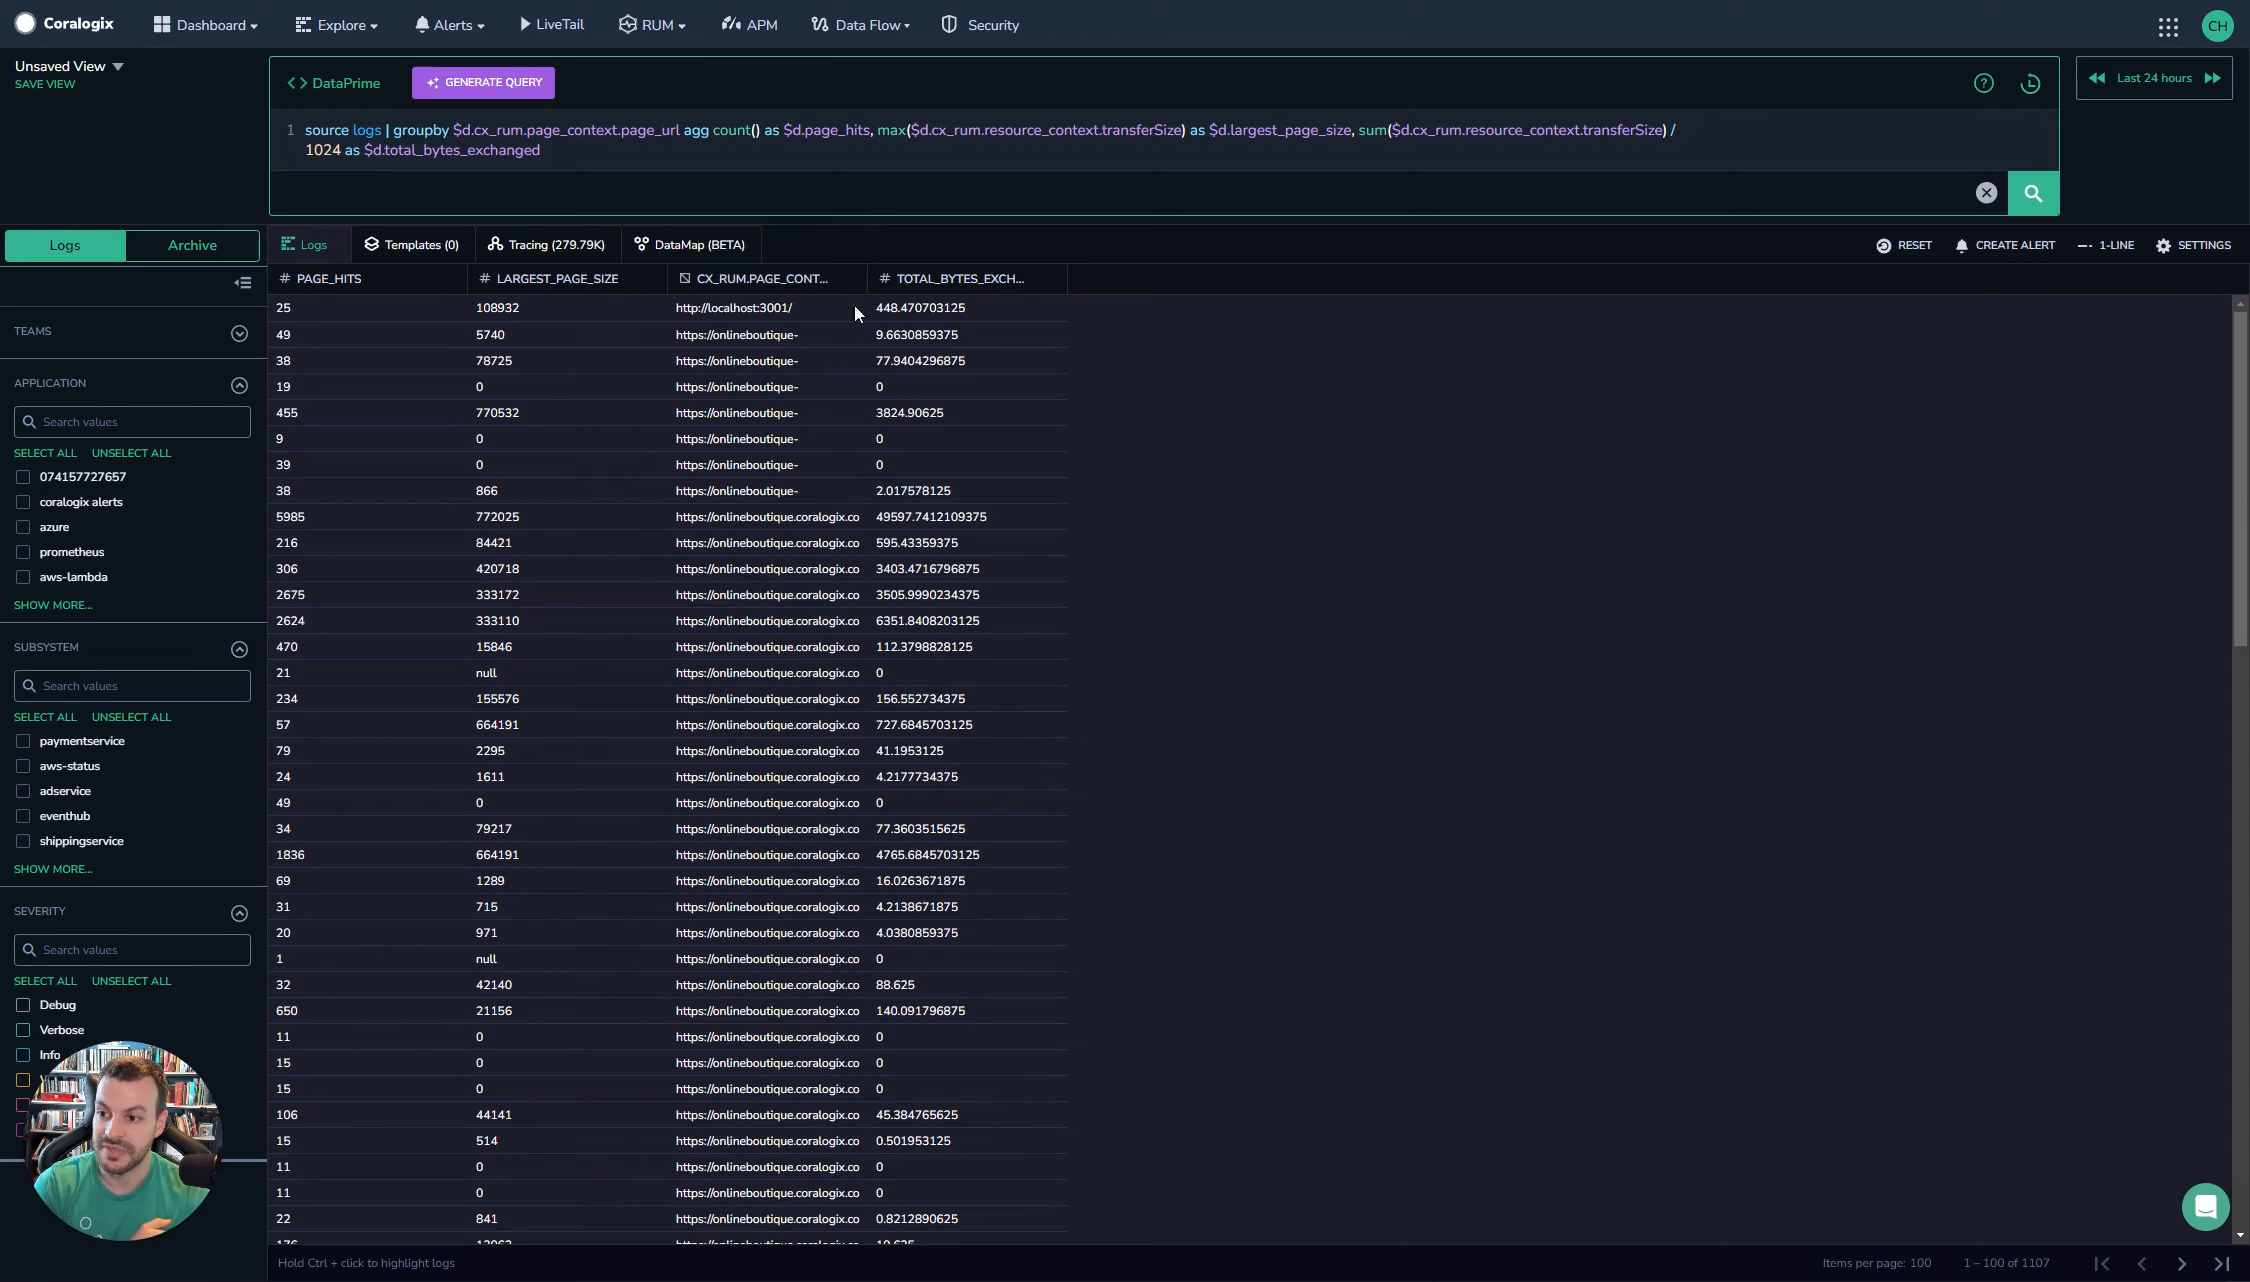 Coralogix
Dashboard
Explore
Alerts
LiveTail
RUM
APM
Data Flow
Security
CH
Unsaved View
SAVE VIEW
<> DataPrime
GENERATE QUERY
Last 24 hours
1 source logs | groupby $d.cx_rum.page_context.page_url agg count() as $d.page_hits, max($d.cx_rum.resource_context.transferSize) as $d.largest_page_size, sum($d.cx_rum.resource_context.transferSize) /
1024 as $d.total_bytes_exchanged
Logs
Archive
Logs
Templates (0)
Tracing (279.79K)
DataMap (BETA)
RESET
CREATE ALERT
1-LINE
SETTINGS
TEAMS
APPLICATION
Search values
SELECT ALL UNSELECT ALL
074157727657
coralogix alerts
azure
prometheus
aws-lambda
SHOW MORE...
SUBSYSTEM
Search values
SELECT ALL UNSELECT ALL
paymentservice
aws-status
adservice
eventhub
shippingservice
SHOW MORE...
SEVERITY
Search values
SELECT ALL UNSELECT ALL
Debug
Verbose
Info
# PAGE_HITS # LARGEST_PAGE_SIZE CX_RUM.PAGE_CONT... # TOTAL_BYTES_EXCH...
25 108932 http://localhost:3001/ 448.470703125
49 5740 https://onlineboutique- 9.6630859375
38 78725 https://onlineboutique- 77.9404296875
19 0 https://onlineboutique- 0
455 770532 https://onlineboutique- 3824.90625
9 0 https://onlineboutique- 0
39 0 https://onlineboutique- 0
38 866 https://onlineboutique- 2.017578125
5985 772025 https://onlineboutique.coralogix.co 49597.7412109375
216 84421 https://onlineboutique.coralogix.co 595.43359375
306 420718 https://onlineboutique.coralogix.co 3403.4716796875
2675 333172 https://onlineboutique.coralogix.co 3505.9990234375
2624 333110 https://onlineboutique.coralogix.co 6351.8408203125
470 15846 https://onlineboutique.coralogix.co 112.3798828125
21 null https://onlineboutique.coralogix.co 0
234 155576 https://onlineboutique.coralogix.co 156.552734375
57 664191 https://onlineboutique.coralogix.co 727.6845703125
79 2295 https://onlineboutique.coralogix.co 41.1953125
24 1611 https://onlineboutique.coralogix.co 4.2177734375
49 0 https://onlineboutique.coralogix.co 0
34 79217 https://onlineboutique.coralogix.co 77.3603515625
1836 664191 https://onlineboutique.coralogix.co 4765.6845703125
69 1289 https://onlineboutique.coralogix.co 16.0263671875
31 715 https://onlineboutique.coralogix.co 4.2138671875
20 971 https://onlineboutique.coralogix.co 4.0380859375
1 null https://onlineboutique.coralogix.co 0
32 42140 https://onlineboutique.coralogix.co 88.625
650 21156 https://onlineboutique.coralogix.co 140.091796875
11 0 https://onlineboutique.coralogix.co 0
15 0 https://onlineboutique.coralogix.co 0
15 0 https://onlineboutique.coralogix.co 0
106 44141 https://onlineboutique.coralogix.co 45.384765625
15 514 https://onlineboutique.coralogix.co 0.501953125
11 0 https://onlineboutique.coralogix.co 0
11 0 https://onlineboutique.coralogix.co 0
22 841 https://onlineboutique.coralogix.co 0.8212890625
Hold Ctrl + click to highlight logs
Items per page: 100
1 – 100 of 1107